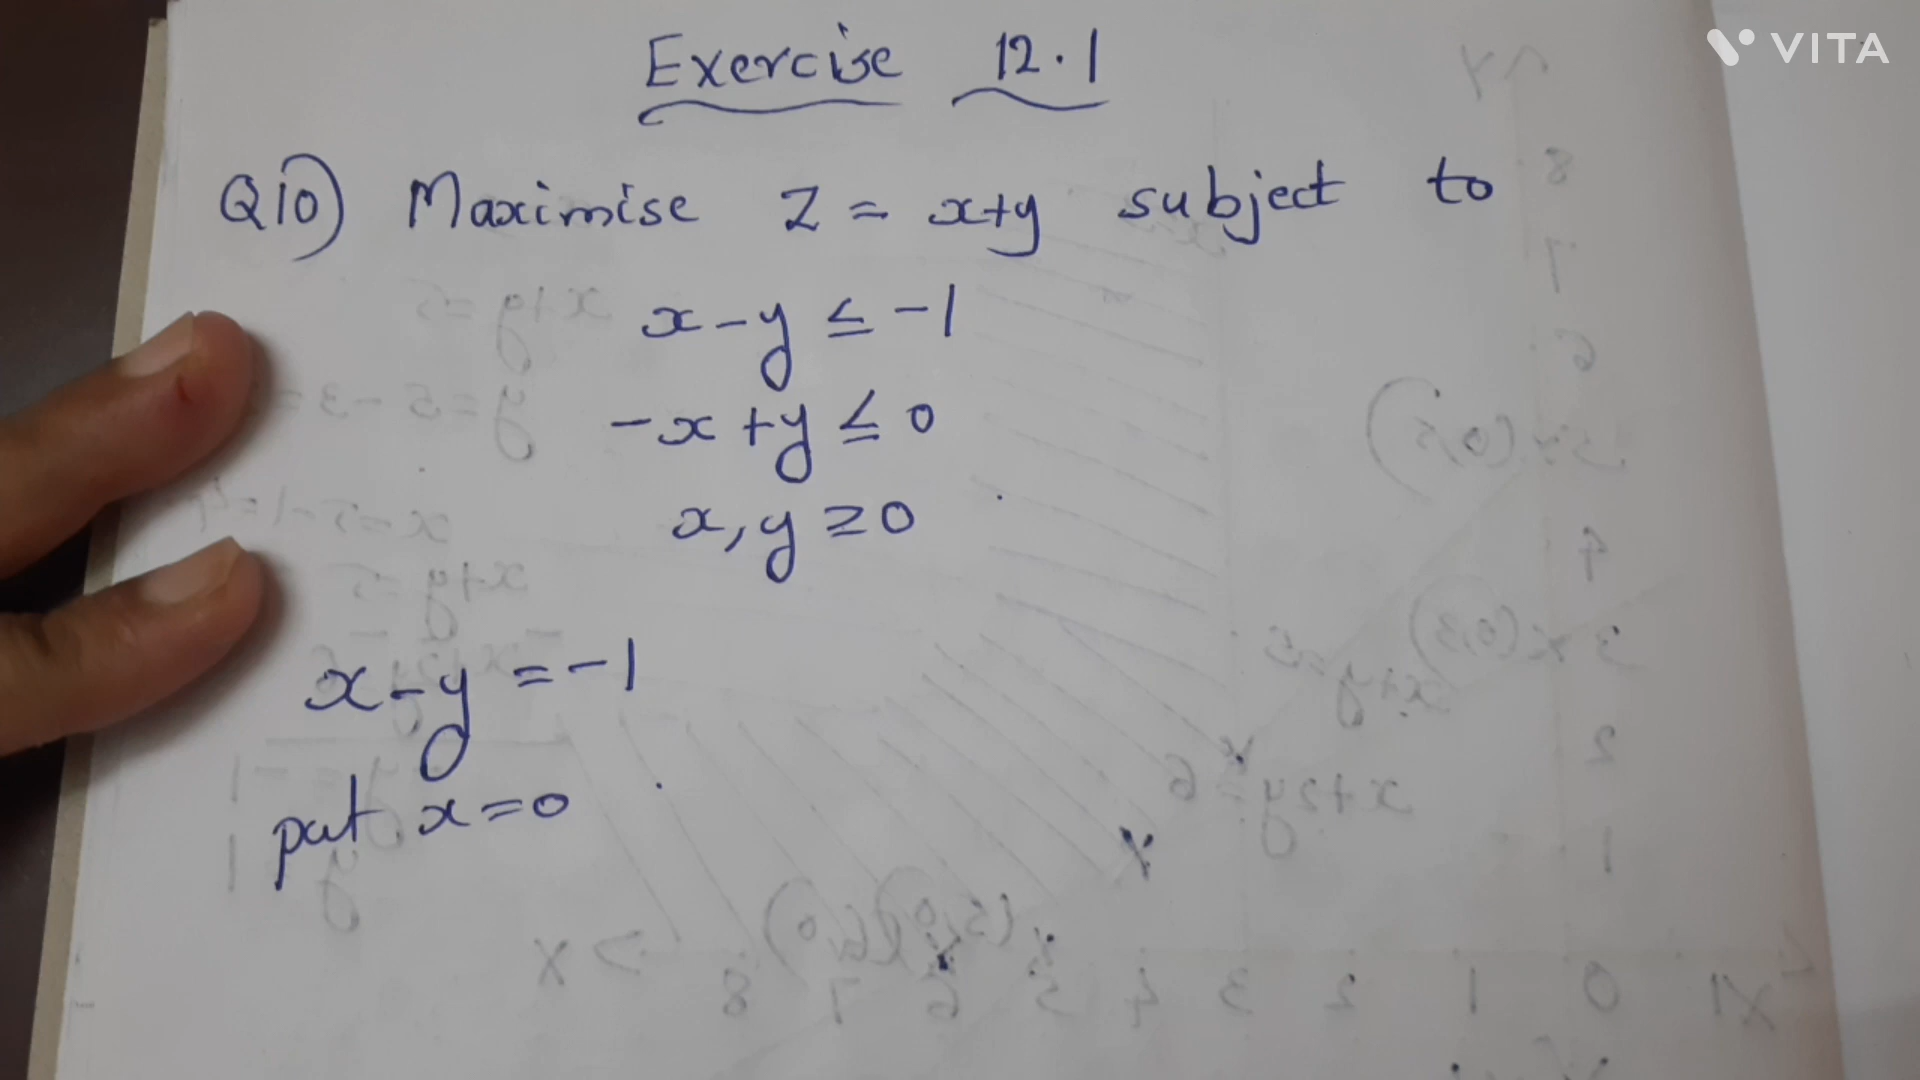 VITA
Exercise 12.1
Q10) Maximise Z = x+y subject to
x-y ≤ -1
-x+y ≤ 0
x, y ≥ 0
x-y = -1
put x=0